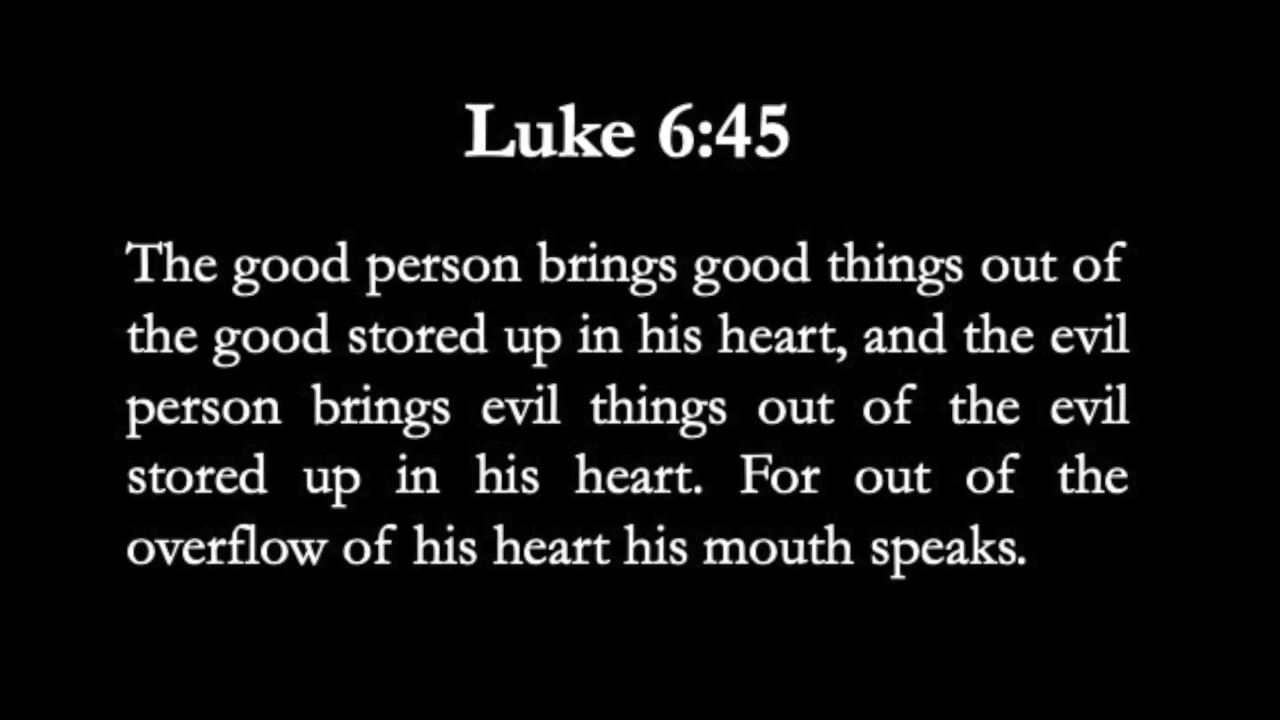 Luke 6:45
The good person brings good things out of
the good stored up in his heart, and the evil
person brings evil things out of the evil
stored up in his heart. For out of the
overflow of his heart his mouth speaks.